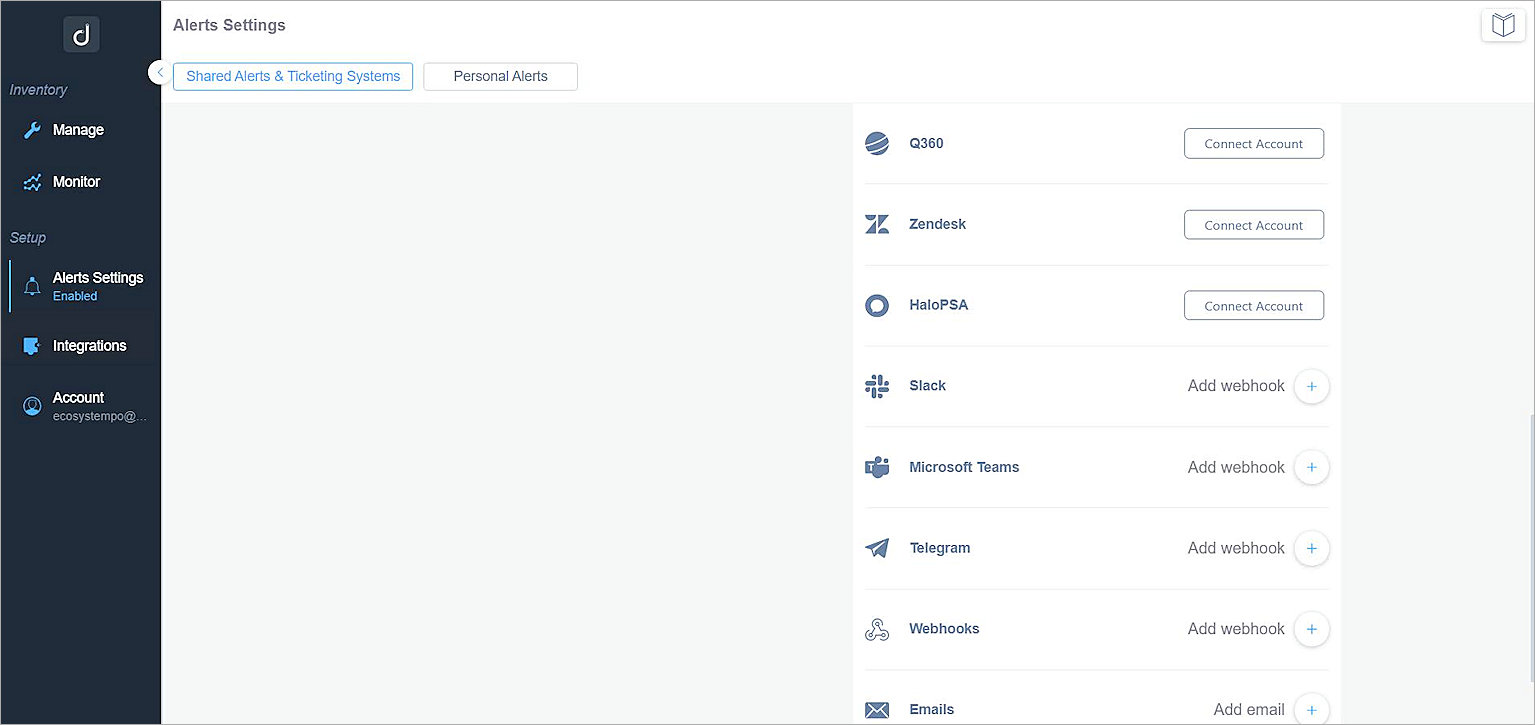 d
Inventory
Manage
Monitor
Setup
Alerts Settings
Enabled
Integrations
Account
ecosystempo@...
Alerts Settings
Shared Alerts & Ticketing Systems
Personal Alerts
Q360
Connect Account
Zendesk
Connect Account
HaloPSA
Connect Account
Slack
Add webhook +
Microsoft Teams
Add webhook +
Telegram
Add webhook +
Webhooks
Add webhook +
Emails
Add email +